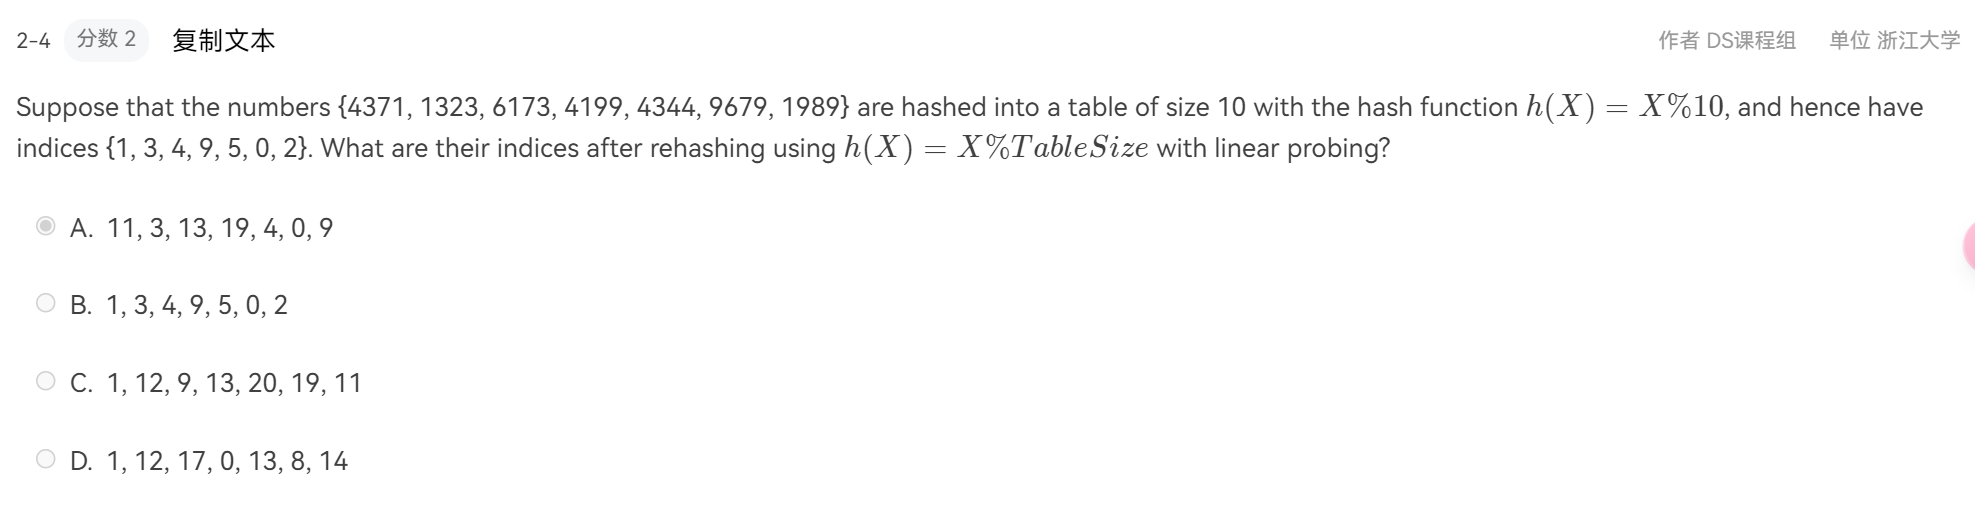 2-4 分数 2 复制文本 作者 DS课程组 单位 浙江大学
Suppose that the numbers {4371, 1323, 6173, 4199, 4344, 9679, 1989} are hashed into a table of size 10 with the hash function h(X) = X%10, and hence have
indices {1, 3, 4, 9, 5, 0, 2}. What are their indices after rehashing using h(X) = X%TableSize with linear probing?
A. 11, 3, 13, 19, 4, 0, 9
B. 1, 3, 4, 9, 5, 0, 2
C. 1, 12, 9, 13, 20, 19, 11
D. 1, 12, 17, 0, 13, 8, 14